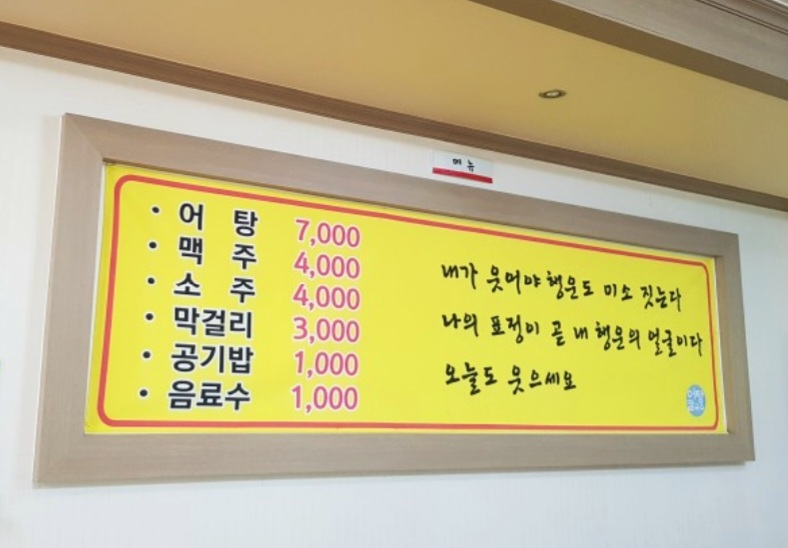 메뉴
· 어 탕 7,000
· 맥 주 4,000
· 소 주 4,000
· 막걸리 3,000
· 공기밥 1,000
· 음료수 1,000
내가 웃어야 행운도 미소 짓는다
나의 표정이 곧 내 행운의 얼굴이다
오늘도 웃으세요